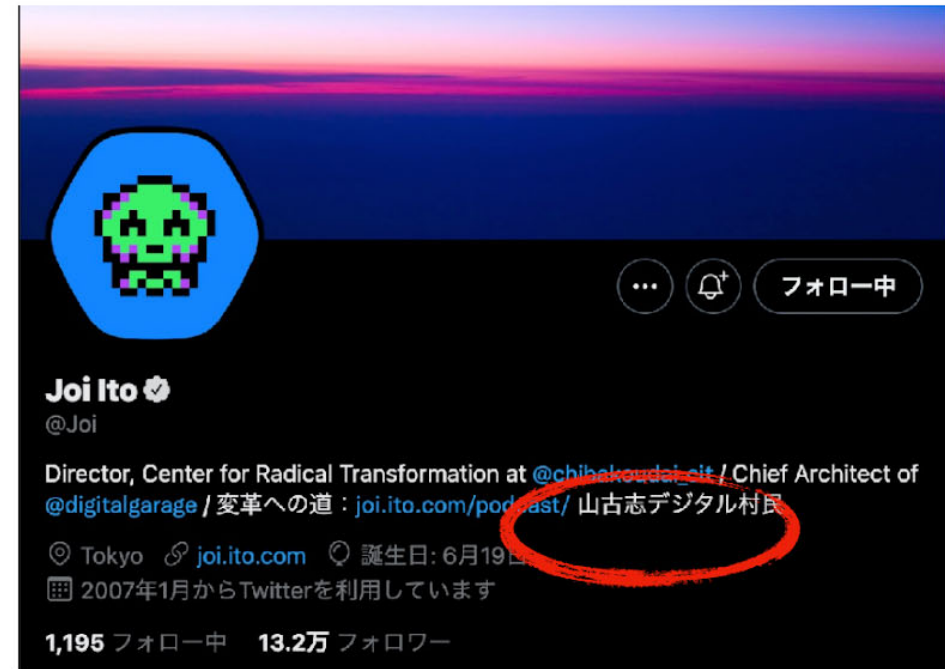 フォロー中
Joi Ito
@Joi
Director, Center for Radical Transformation at @chibakoudai_cit / Chief Architect of
@digitalgarage / 変革への道：joi.ito.com/podcast/ 山古志デジタル村民
Tokyo joi.ito.com 誕生日: 6月19日
2007年1月からTwitterを利用しています
1,195 フォロー中 13.2万 フォロワー